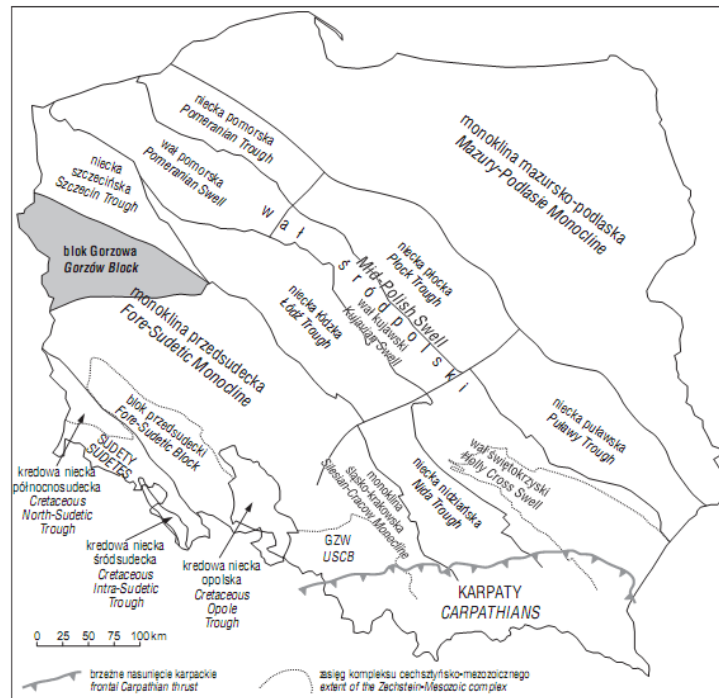 niecka pomorska
Pomeranian Trough
wał pomorski
Pomeranian Swell
niecka
szczecińska
Szczecin Trough
blok Gorzowa
Gorzów Block
monoklina mazursko-podlaska
Mazury-Podlasie Monocline
wał śródpolski
Mid-Polish Swell
niecka płocka
Płock Trough
wał kujawski
Kujavian Swell
niecka łódzka
Łódź Trough
monoklina przedsudecka
Fore-Sudetic Monocline
blok przedsudecki
Fore-Sudetic Block
SUDETY
SUDETES
niecka puławska
Puławy Trough
wał świętokrzyski
Holly Cross Swell
niecka nidziańska
Nida Trough
monoklina
śląsko-krakowska
Silesian-Cracow Monocline
GZW
USCB
KARPATY
CARPATHIANS
kredowa niecka
północnosudecka
Cretaceous
North-Sudetic
Trough
kredowa niecka
śródsudecka
Cretaceous
Intra-Sudetic
Trough
kredowa niecka
opolska
Cretaceous
Opole
Trough
0 25 50 75 100 km
brzeżne nasunięcie karpackie
frontal Carpathian thrust
zasięg kompleksu cechsztyńsko-mezozoicznego
extent of the Zechstein-Mesozoic complex